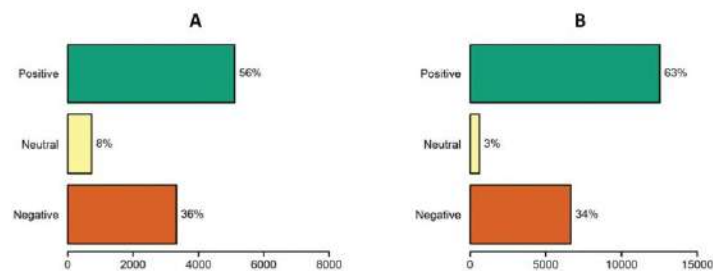 A
Positive
56%
Neutral
8%
Negative
36%
0 2000 4000 6000 8000
B
Positive
63%
Neutral
3%
Negative
34%
0 5000 10000 15000